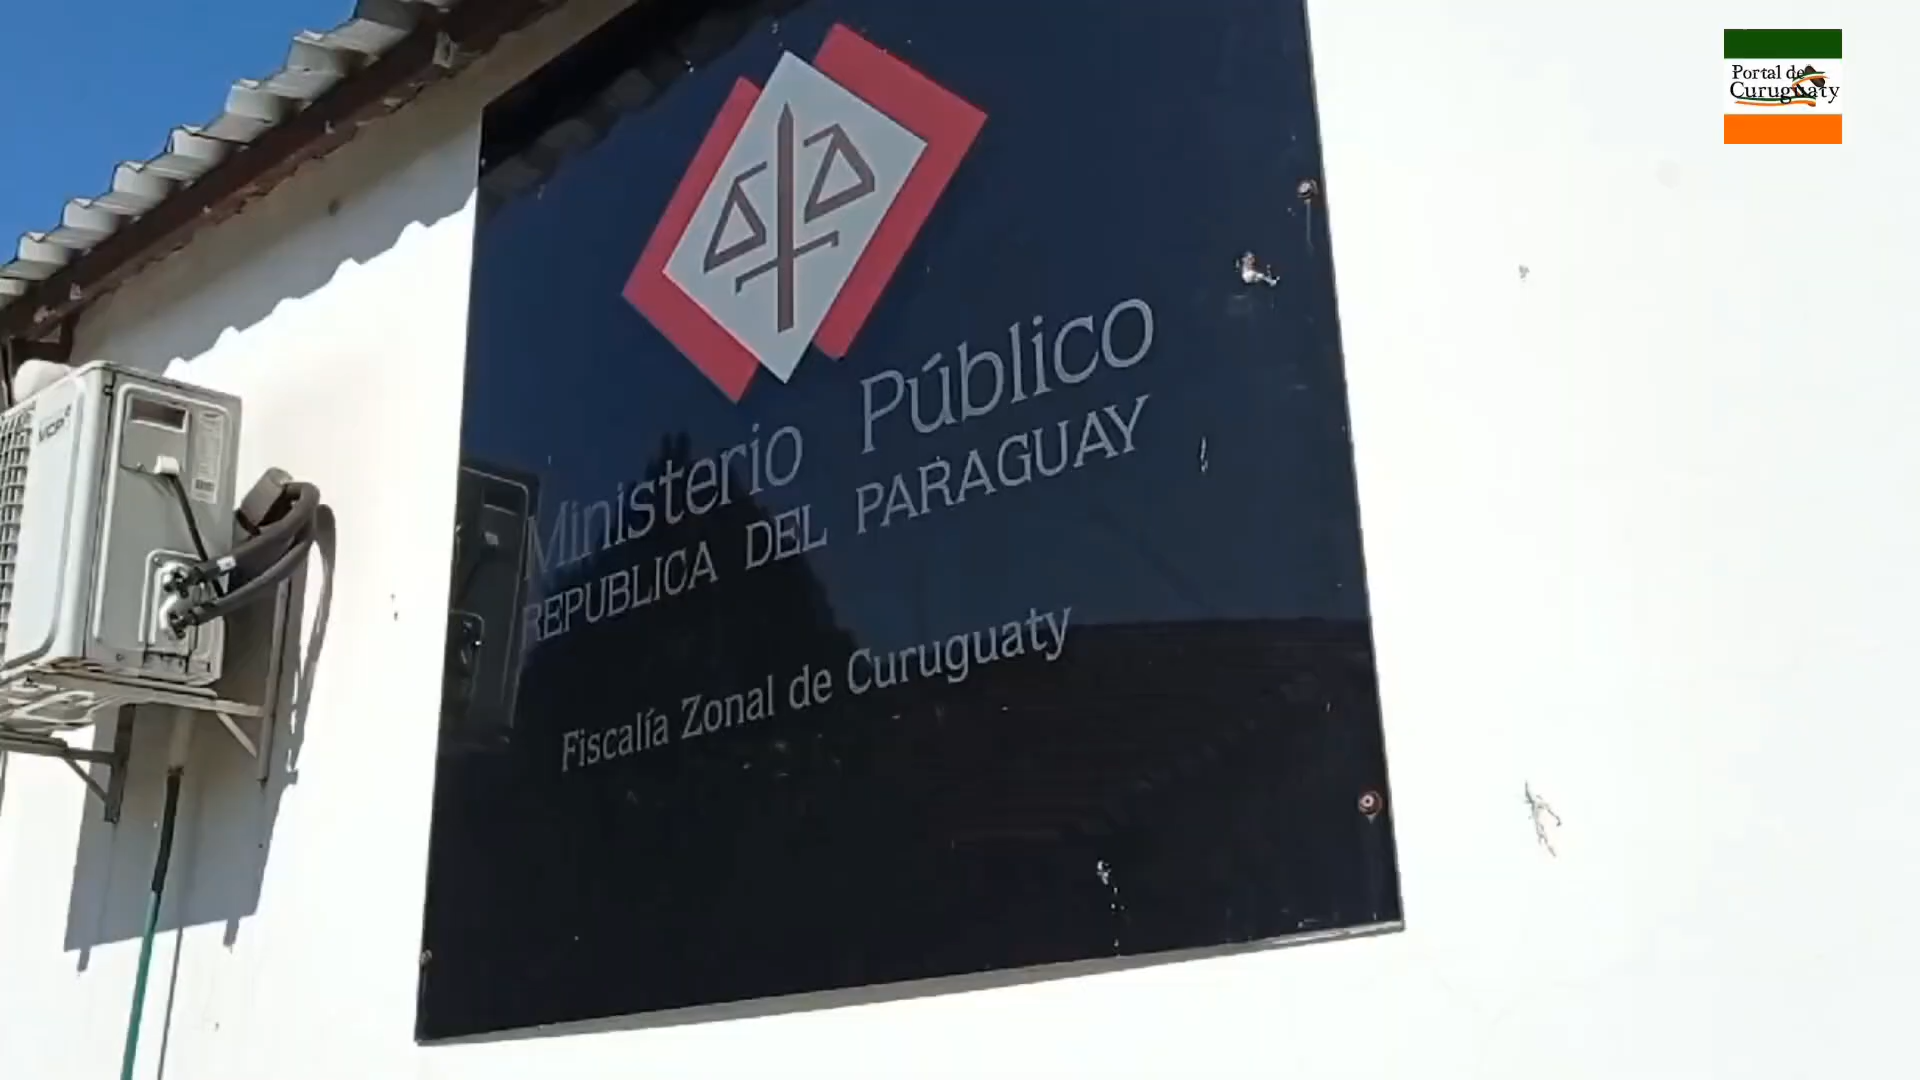 Portal de
Curuguaty
Ministerio Público
REPUBLICA DEL PARAGUAY
Fiscalía Zonal de Curuguaty